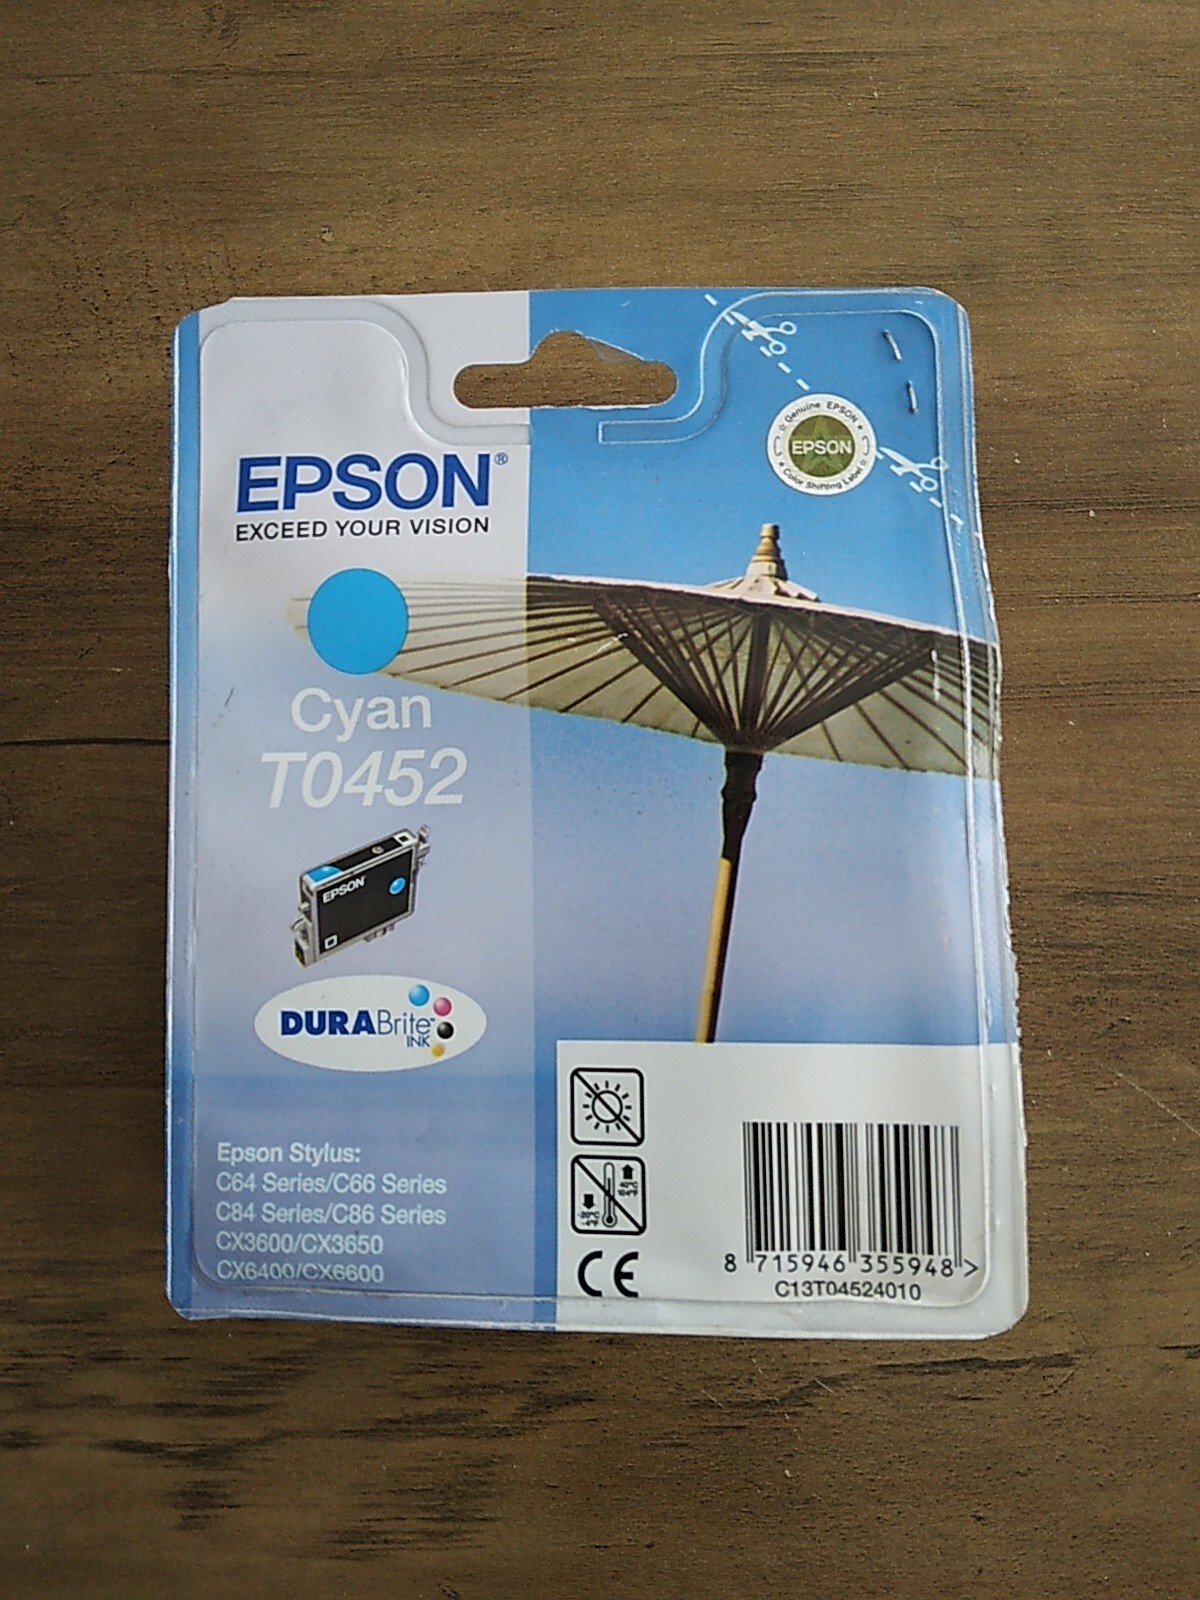 EPSON®
EXCEED YOUR VISION
Genuine EPSON
EPSON
Color Shifting Label
Cyan
T0452
EPSON
DURABrite™
INK
Epson Stylus:
C64 Series/C66 Series
C84 Series/C86 Series
CX3600/CX3650
CX6400/CX6600
CE
8 715946 355948 >
C13T04524010